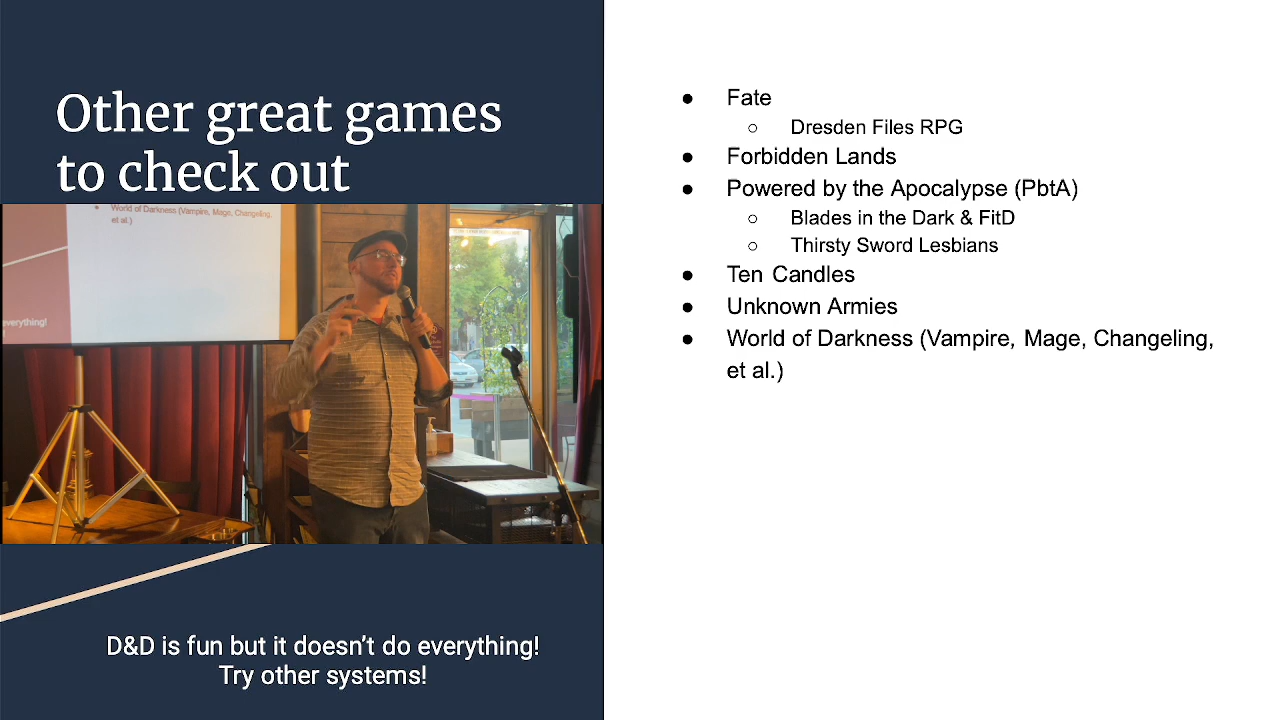 Other great games
to check out
World of Darkness (Vampire, Mage, Changeling,
et al.)
everything!
D&D is fun but it doesn’t do everything!
Try other systems!
● Fate
○ Dresden Files RPG
● Forbidden Lands
● Powered by the Apocalypse (PbtA)
○ Blades in the Dark & FitD
○ Thirsty Sword Lesbians
● Ten Candles
● Unknown Armies
● World of Darkness (Vampire, Mage, Changeling,
et al.)